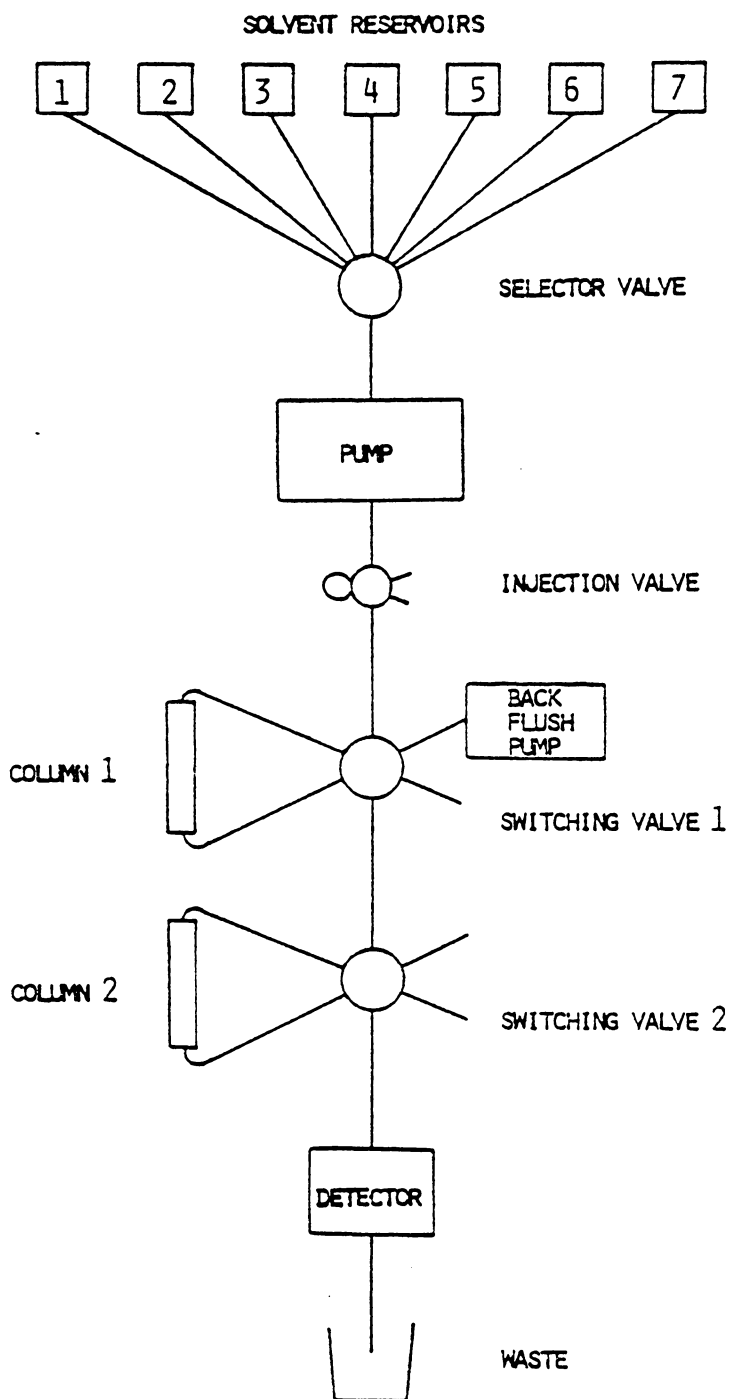 SOLVENT RESERVOIRS
1 2 3 4 5 6 7
SELECTOR VALVE
PUMP
INJECTION VALVE
BACK
FLUSH
PUMP
COLUMN 1
SWITCHING VALVE 1
COLUMN 2
SWITCHING VALVE 2
DETECTOR
WASTE